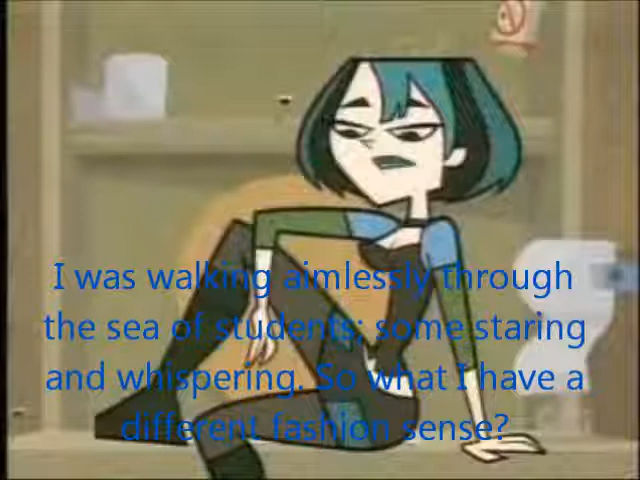 I was walking aimlessly through
the sea of students; some staring
and whispering. So what I have a
different fashion sense?